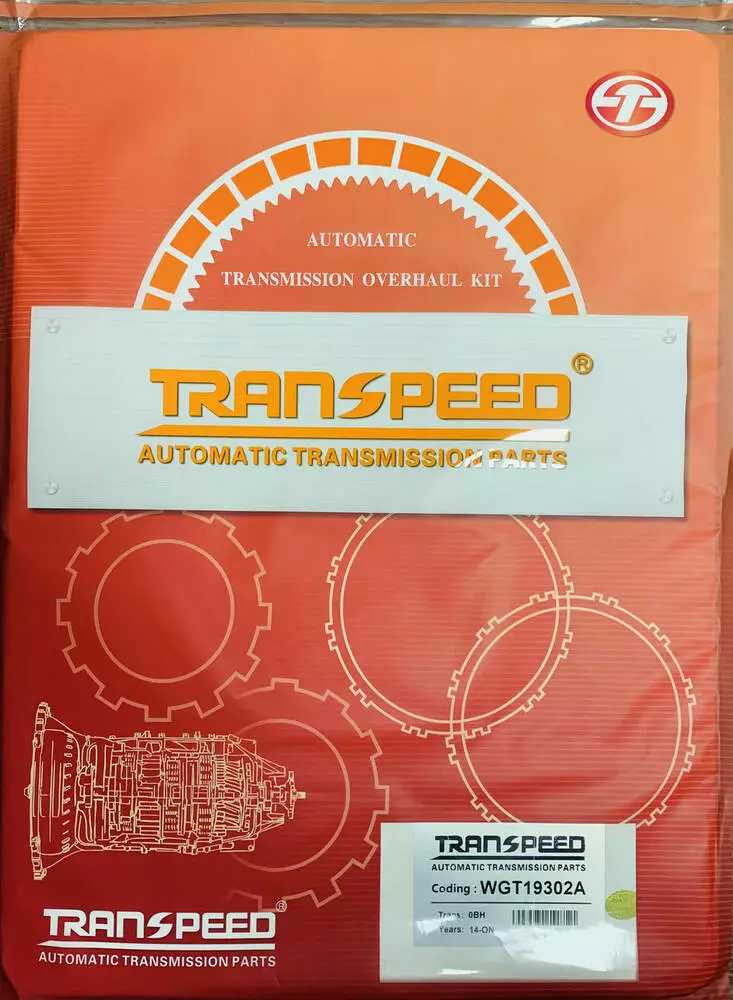 AUTOMATIC
TRANSMISSION OVERHAUL KIT
TRANSPEED®
AUTOMATIC TRANSMISSION PARTS
TRANSPEED
AUTOMATIC TRANSMISSION PARTS
Coding : WGT19302A
Trans: 0BH
Years: 14-ON
TRANSPEED®
AUTOMATIC TRANSMISSION PARTS